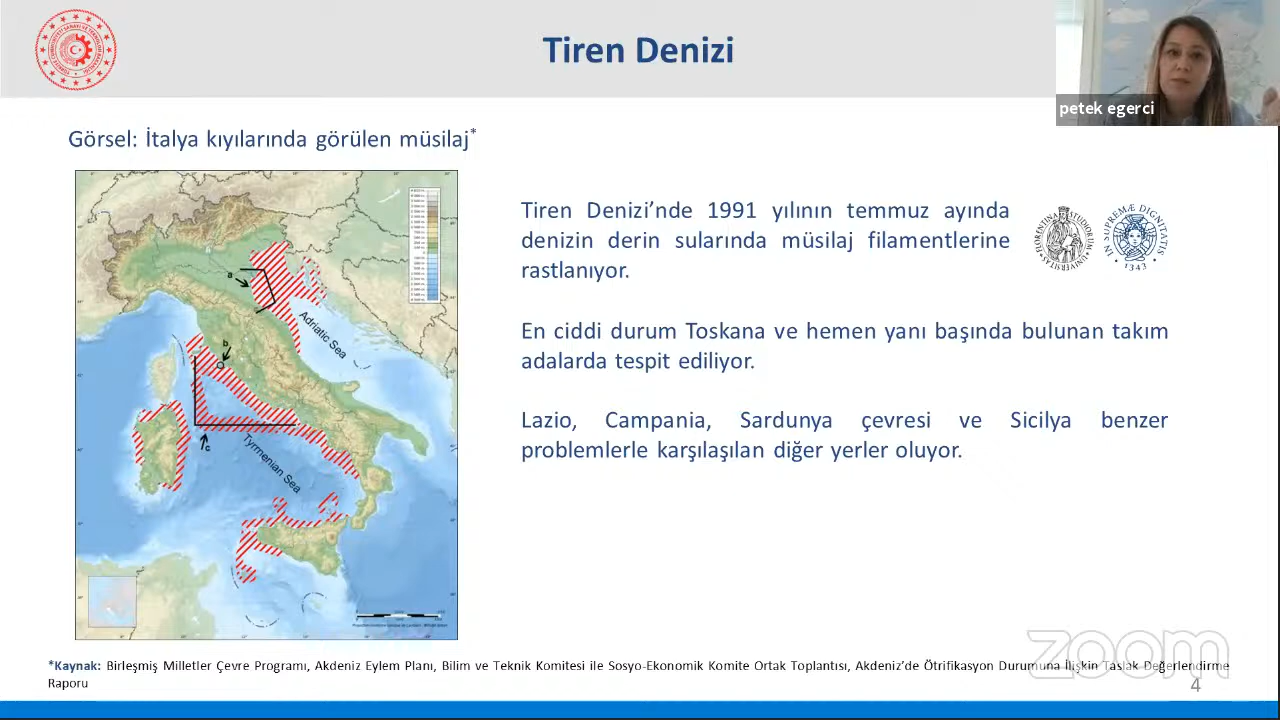 Tiren Denizi
petek egerci
Görsel: İtalya kıyılarında görülen müsilaj*
a
b
c
Adriatic Sea
Tyrrhenian Sea
Tiren Denizi’nde 1991 yılının temmuz ayında
denizin derin sularında müsilaj filamentlerine
rastlanıyor.
1343
En ciddi durum Toskana ve hemen yanı başında bulunan takım
adalarda tespit ediliyor.
Lazio, Campania, Sardunya çevresi ve Sicilya benzer
problemlerle karşılaşılan diğer yerler oluyor.
zoom
*Kaynak: Birleşmiş Milletler Çevre Programı, Akdeniz Eylem Planı, Bilim ve Teknik Komitesi ile Sosyo-Ekonomik Komite Ortak Toplantısı, Akdeniz’de Ötrifikasyon Durumuna İlişkin Taslak Değerlendirme
Raporu
4